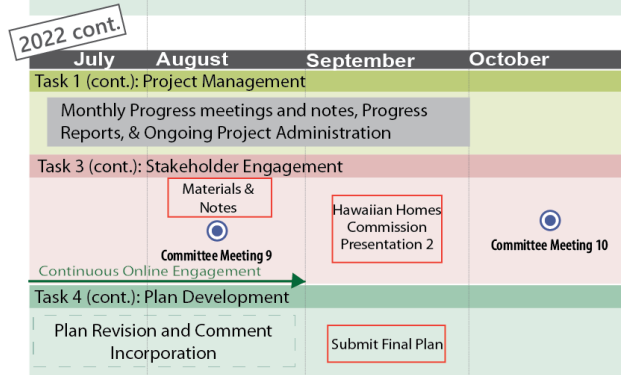 2022 cont.
July August September October
Task 1 (cont.): Project Management
Monthly Progress meetings and notes, Progress
Reports, & Ongoing Project Administration
Task 3 (cont.): Stakeholder Engagement
Materials &
Notes
Committee Meeting 9
Hawaiian Homes
Commission
Presentation 2
Committee Meeting 10
Continuous Online Engagement
Task 4 (cont.): Plan Development
Plan Revision and Comment
Incorporation
Submit Final Plan